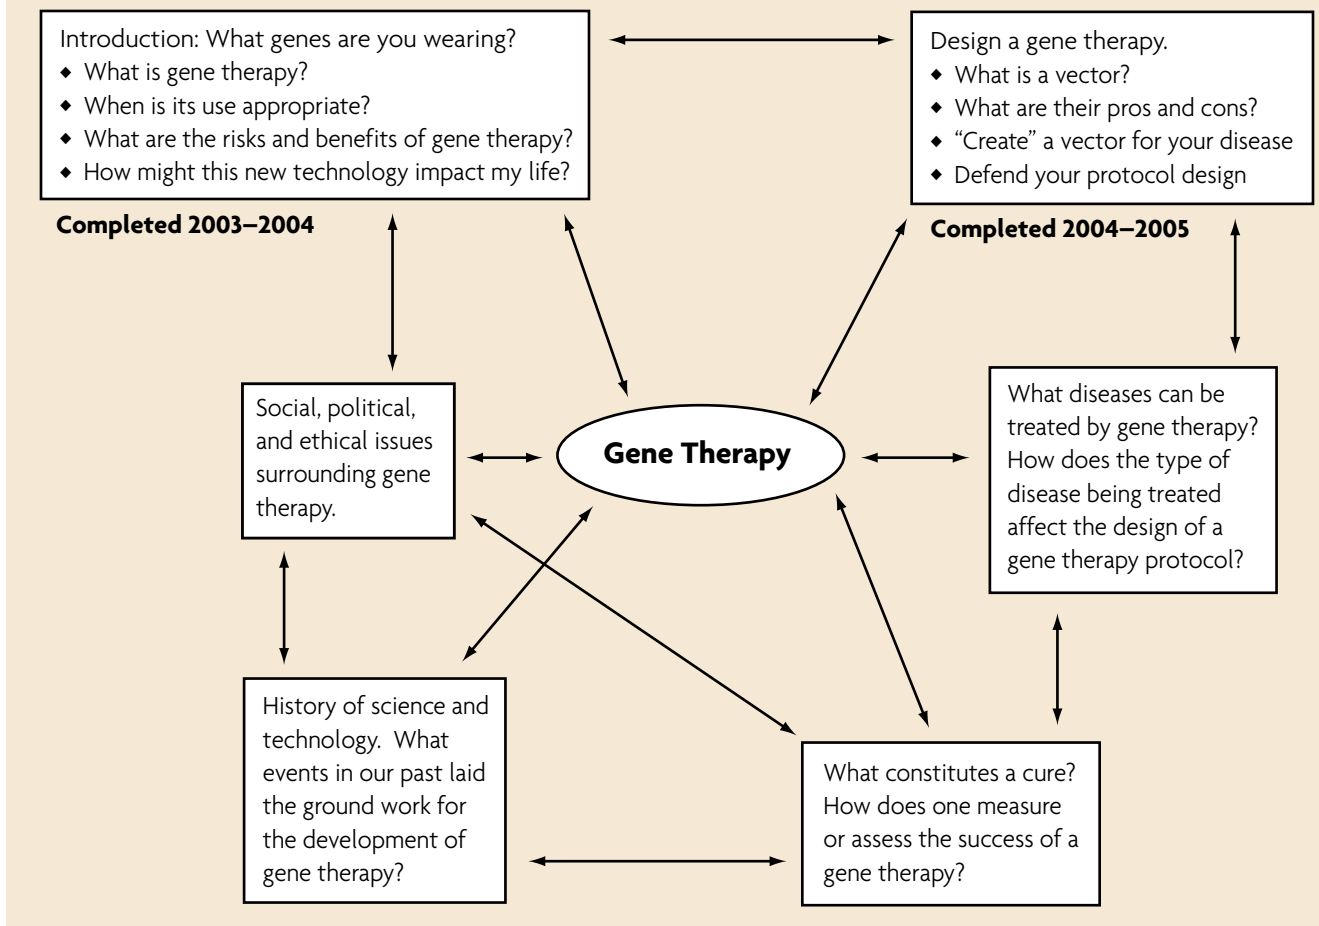 Introduction: What genes are you wearing?
◆ What is gene therapy?
◆ When is its use appropriate?
◆ What are the risks and benefits of gene therapy?
◆ How might this new technology impact my life?
Completed 2003–2004
Design a gene therapy.
◆ What is a vector?
◆ What are their pros and cons?
◆ “Create” a vector for your disease
◆ Defend your protocol design
Completed 2004–2005
Social, political,
and ethical issues
surrounding gene
therapy.
Gene Therapy
What diseases can be
treated by gene therapy?
How does the type of
disease being treated
affect the design of a
gene therapy protocol?
History of science and
technology.  What
events in our past laid
the ground work for
the development of
gene therapy?
What constitutes a cure?
How does one measure
or assess the success of a
gene therapy?